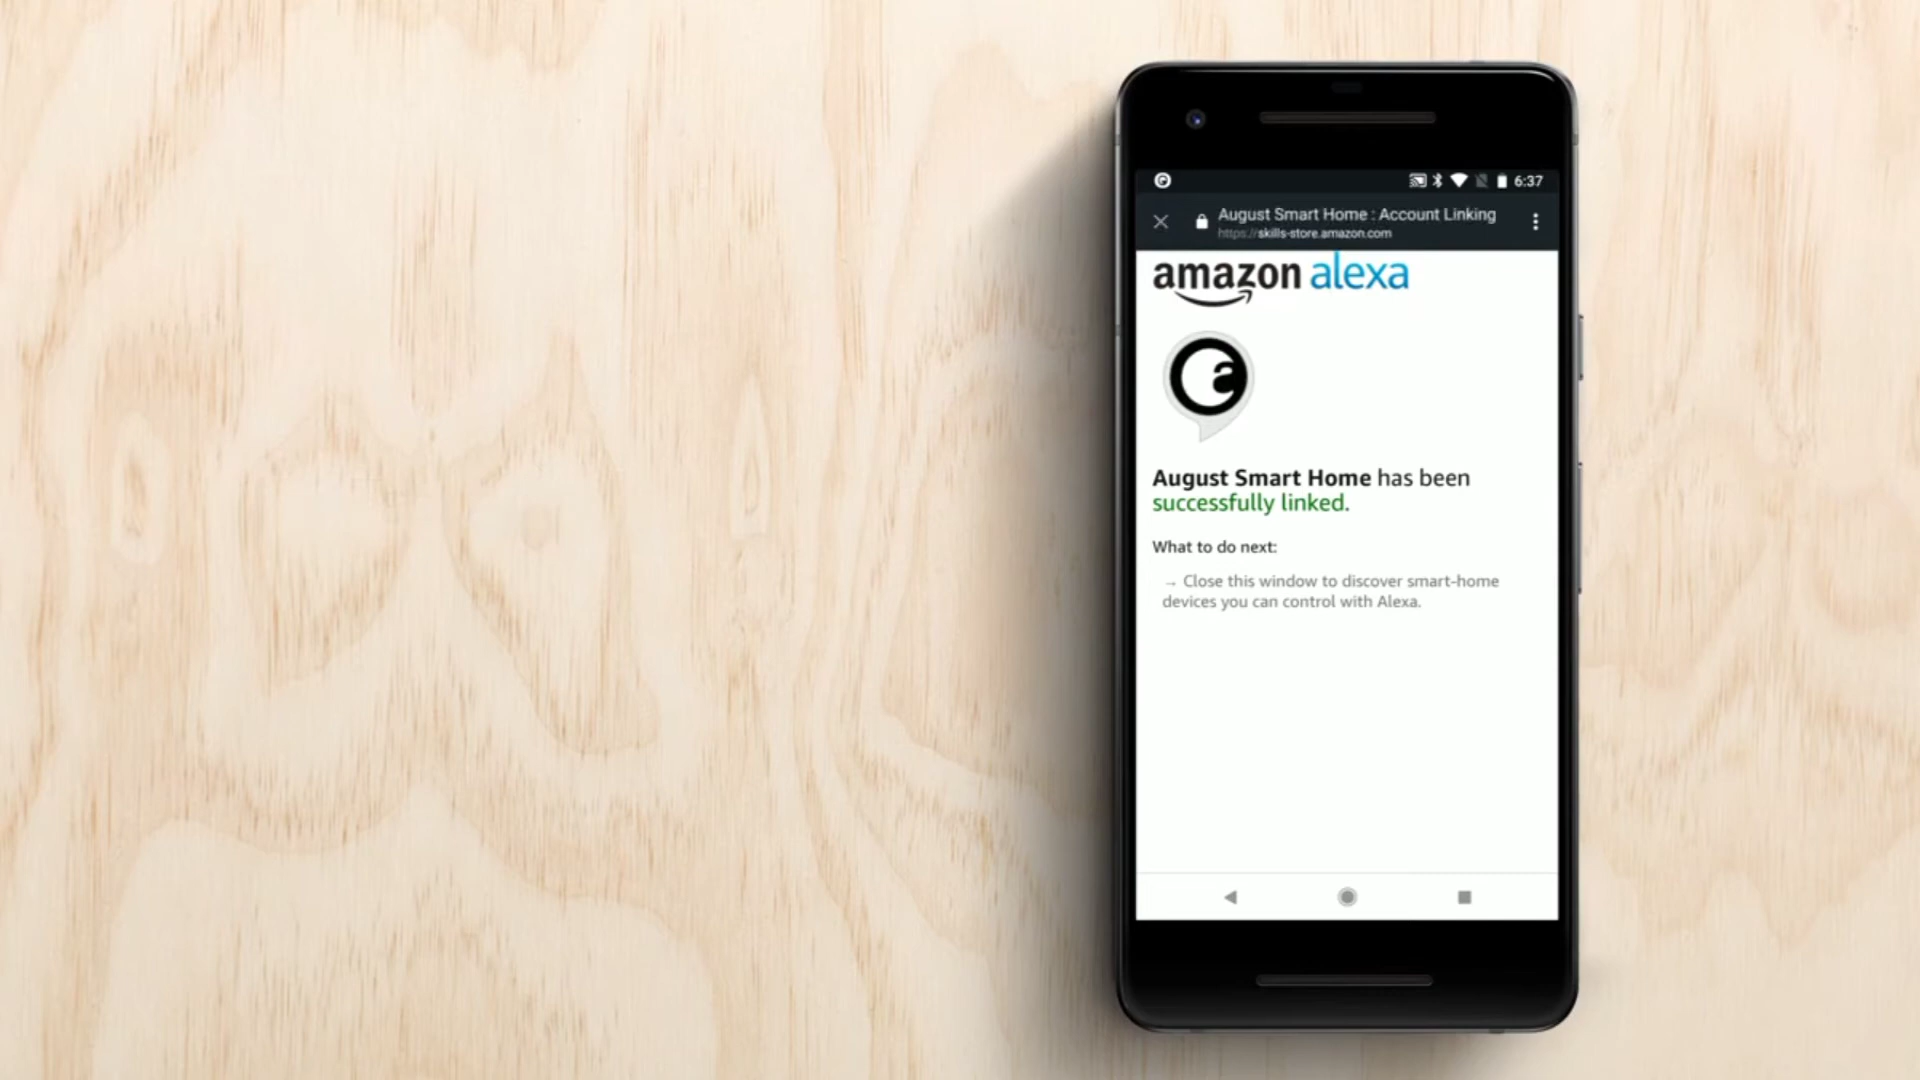 6:37
August Smart Home : Account Linking
https://skills-store.amazon.com
amazon alexa
a
August Smart Home has been
successfully linked.
What to do next:
→ Close this window to discover smart-home
devices you can control with Alexa.